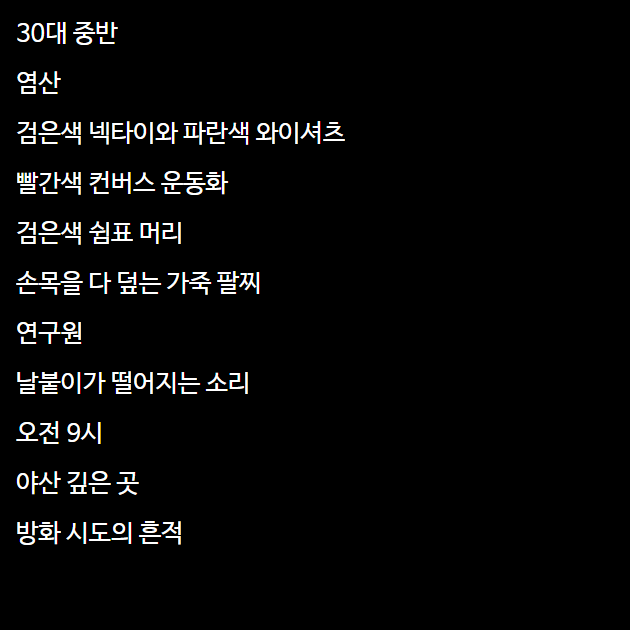 30대 중반
염산
검은색 넥타이와 파란색 와이셔츠
빨간색 컨버스 운동화
검은색 쉼표 머리
손목을 다 덮는 가죽 팔찌
연구원
날붙이가 떨어지는 소리
오전 9시
야산 깊은 곳
방화 시도의 흔적